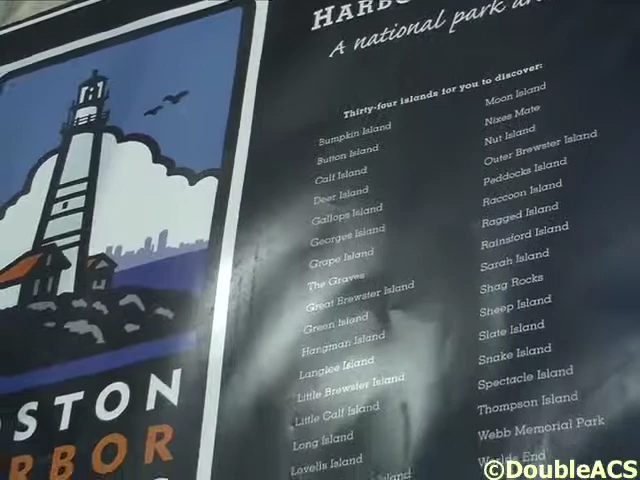 A national park
Thirty-four islands for you to discover:
Bumpkin Island
Button Island
Calf Island
Deer Island
Gallops Island
Georges Island
Grape Island
The Graves
Great Brewster Island
Green Island
Hangman Island
Langlee Island
Little Brewster Island
Little Calf Island
Long Island
Lovells Island
Island
Moon Island
Nixes Mate
Nut Island
Outer Brewster Island
Peddocks Island
Raccoon Island
Ragged Island
Rainsford Island
Sarah Island
Shag Rocks
Sheep Island
Slate Island
Snake Island
Spectacle Island
Thompson Island
Webb Memorial Park
Worlds End
OSTON
RBOR
©DoubleACS